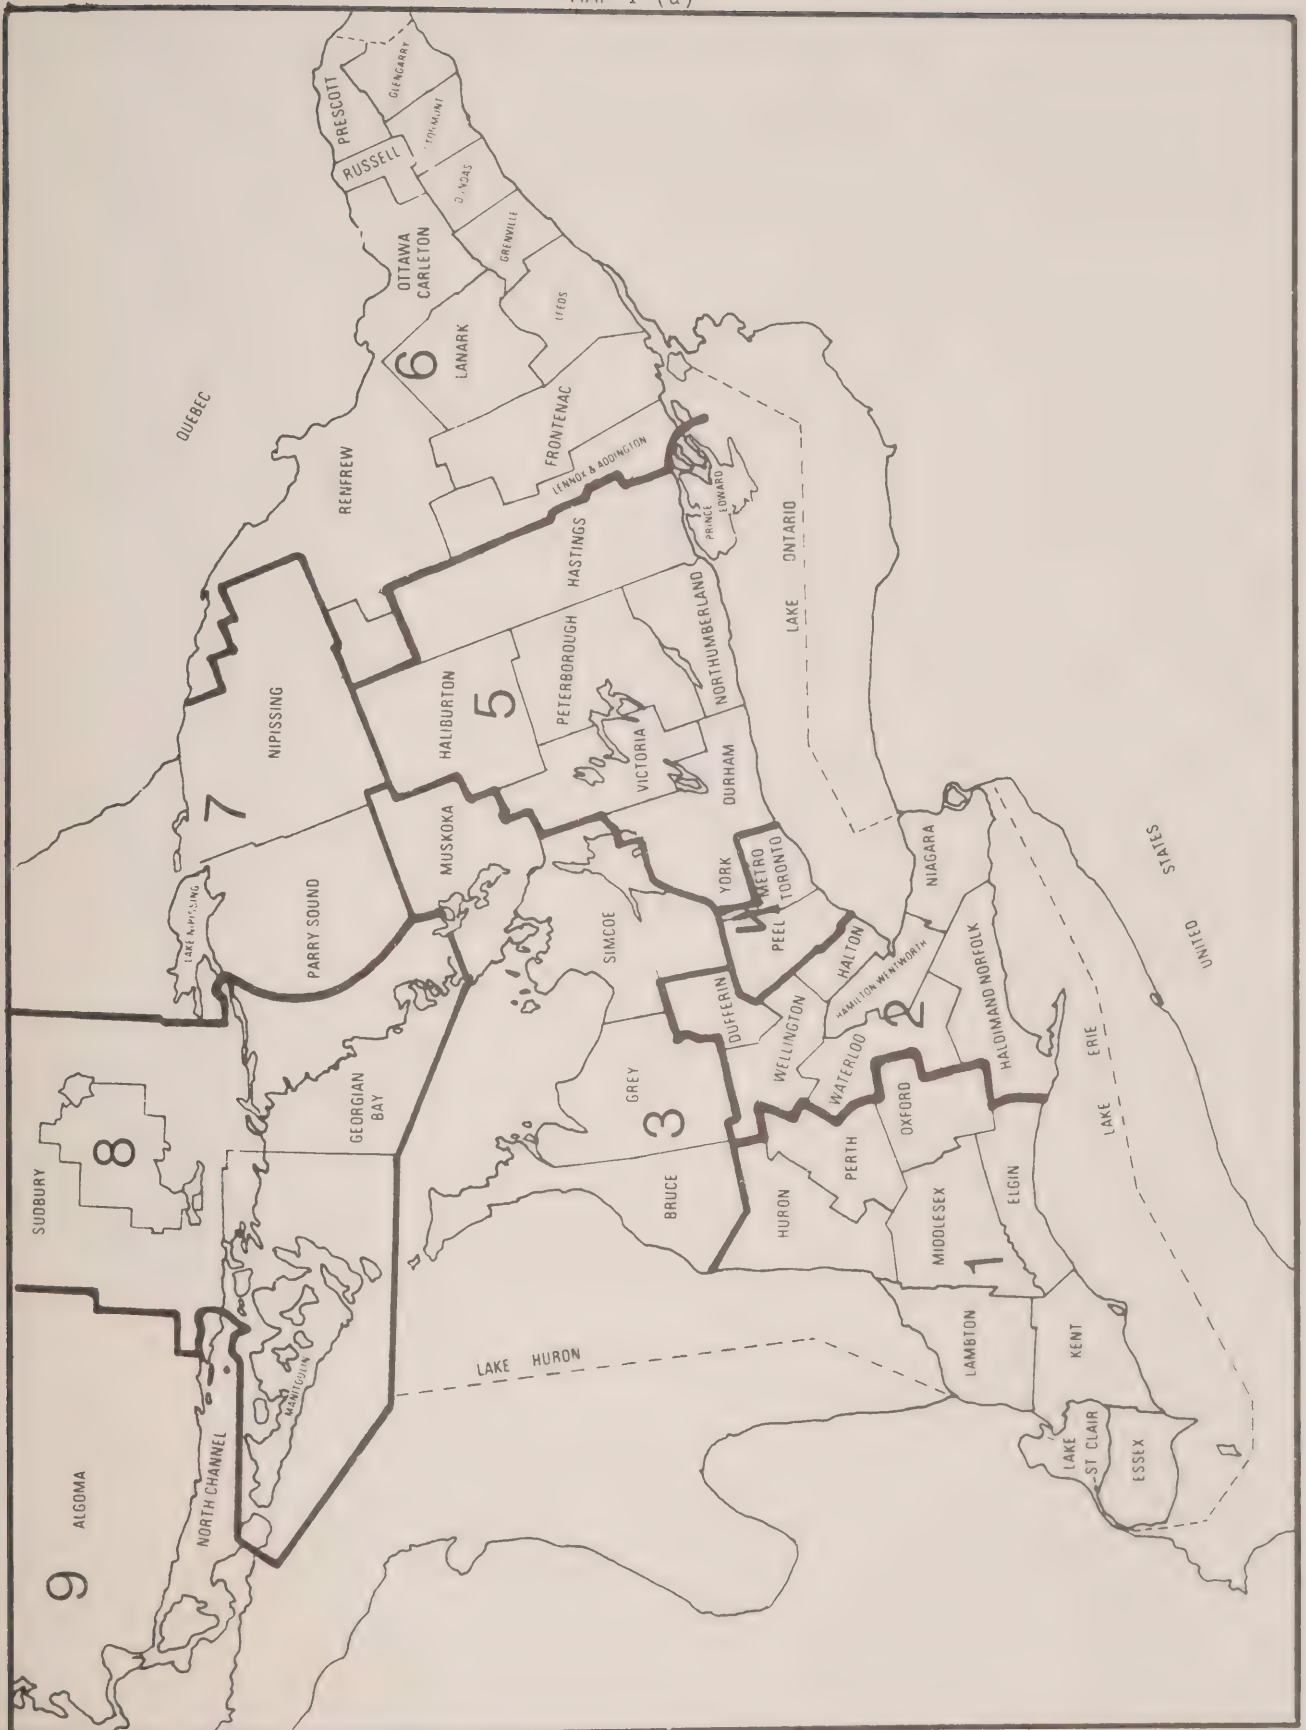 QUEBEC
PRESCOTT
GLENGARRY
RUSSELL
DUNDAS
GRENVILLE
OTTAWA
CARLETON
LEEDS
6
LANARK
RENFREW
FRONTENAC
LENNOX & ADDINGTON
PRINCE
EDWARD
HASTINGS
LAKE ONTARIO
NIPISSING
7
HALIBURTON
5
PETERBOROUGH
NORTHUMBERLAND
VICTORIA
DURHAM
MUSKOKA
PARRY SOUND
LAKE NIPISSING
SIMCOE
YORK
METRO
TORONTO
4
PEEL
NIAGARA
HALTON
HAMILTON WENTWORTH
HALDIMAND NORFOLK
DUFFERIN
WELLINGTON
WATERLOO
2
GREY
3
BRUCE
GEORGIAN
BAY
SUDBURY
8
HURON
PERTH
OXFORD
MIDDLESEX
1
ELGIN
LAMBTON
KENT
LAKE
ST CLAIR
ESSEX
LAKE ERIE
UNITED STATES
LAKE HURON
MANITOULIN
NORTH CHANNEL
ALGOMA
9